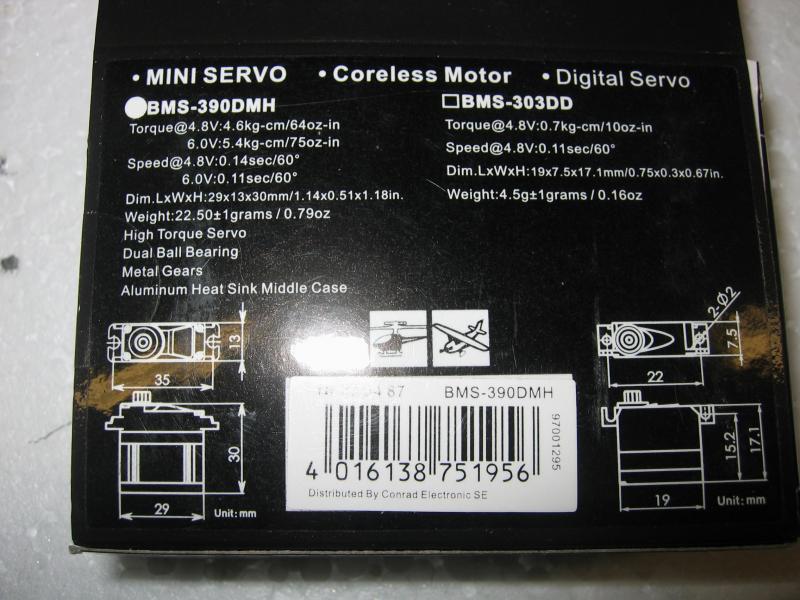 • MINI SERVO • Coreless Motor • Digital Servo
BMS-390DMH
Torque@4.8V:4.6kg-cm/64oz-in
6.0V:5.4kg-cm/75oz-in
Speed@4.8V:0.14sec/60°
6.0V:0.11sec/60°
Dim.LxWxH:29x13x30mm/1.14x0.51x1.18in.
Weight:22.50±1grams / 0.79oz
High Torque Servo
Dual Ball Bearing
Metal Gears
Aluminum Heat Sink Middle Case
BMS-303DD
Torque@4.8V:0.7kg-cm/10oz-in
Speed@4.8V:0.11sec/60°
Dim.LxWxH:19x7.5x17.1mm/0.75x0.3x0.67in.
Weight:4.5g±1grams / 0.16oz
13
35
30
29
Unit:mm
87 BMS-390DMH
97001295
4 016138 751956
Distributed By Conrad Electronic SE
2-Ø2
7.5
22
15.2
17.1
19
Unit:mm